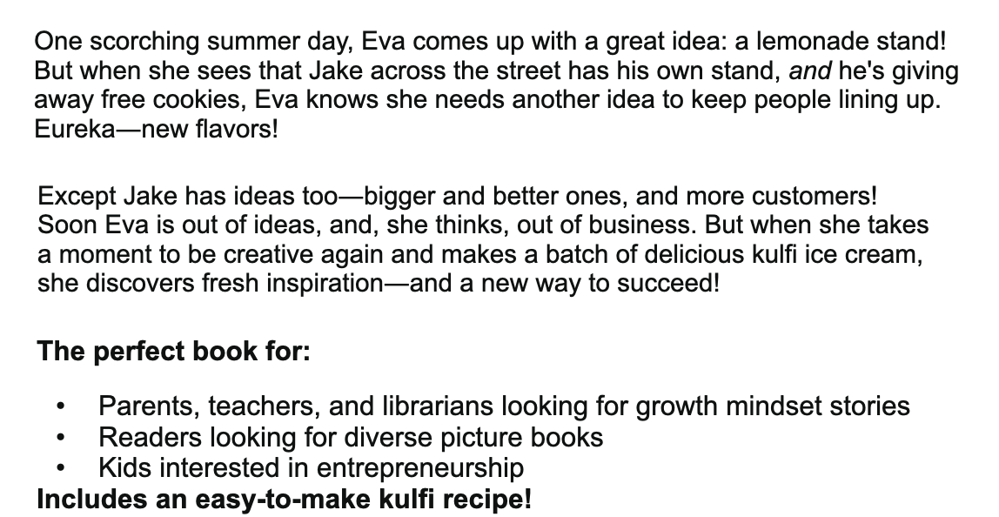 One scorching summer day, Eva comes up with a great idea: a lemonade stand!
But when she sees that Jake across the street has his own stand, and he's giving
away free cookies, Eva knows she needs another idea to keep people lining up.
Eureka—new flavors!
Except Jake has ideas too—bigger and better ones, and more customers!
Soon Eva is out of ideas, and, she thinks, out of business. But when she takes
a moment to be creative again and makes a batch of delicious kulfi ice cream,
she discovers fresh inspiration—and a new way to succeed!
The perfect book for:
• Parents, teachers, and librarians looking for growth mindset stories
• Readers looking for diverse picture books
• Kids interested in entrepreneurship
Includes an easy-to-make kulfi recipe!